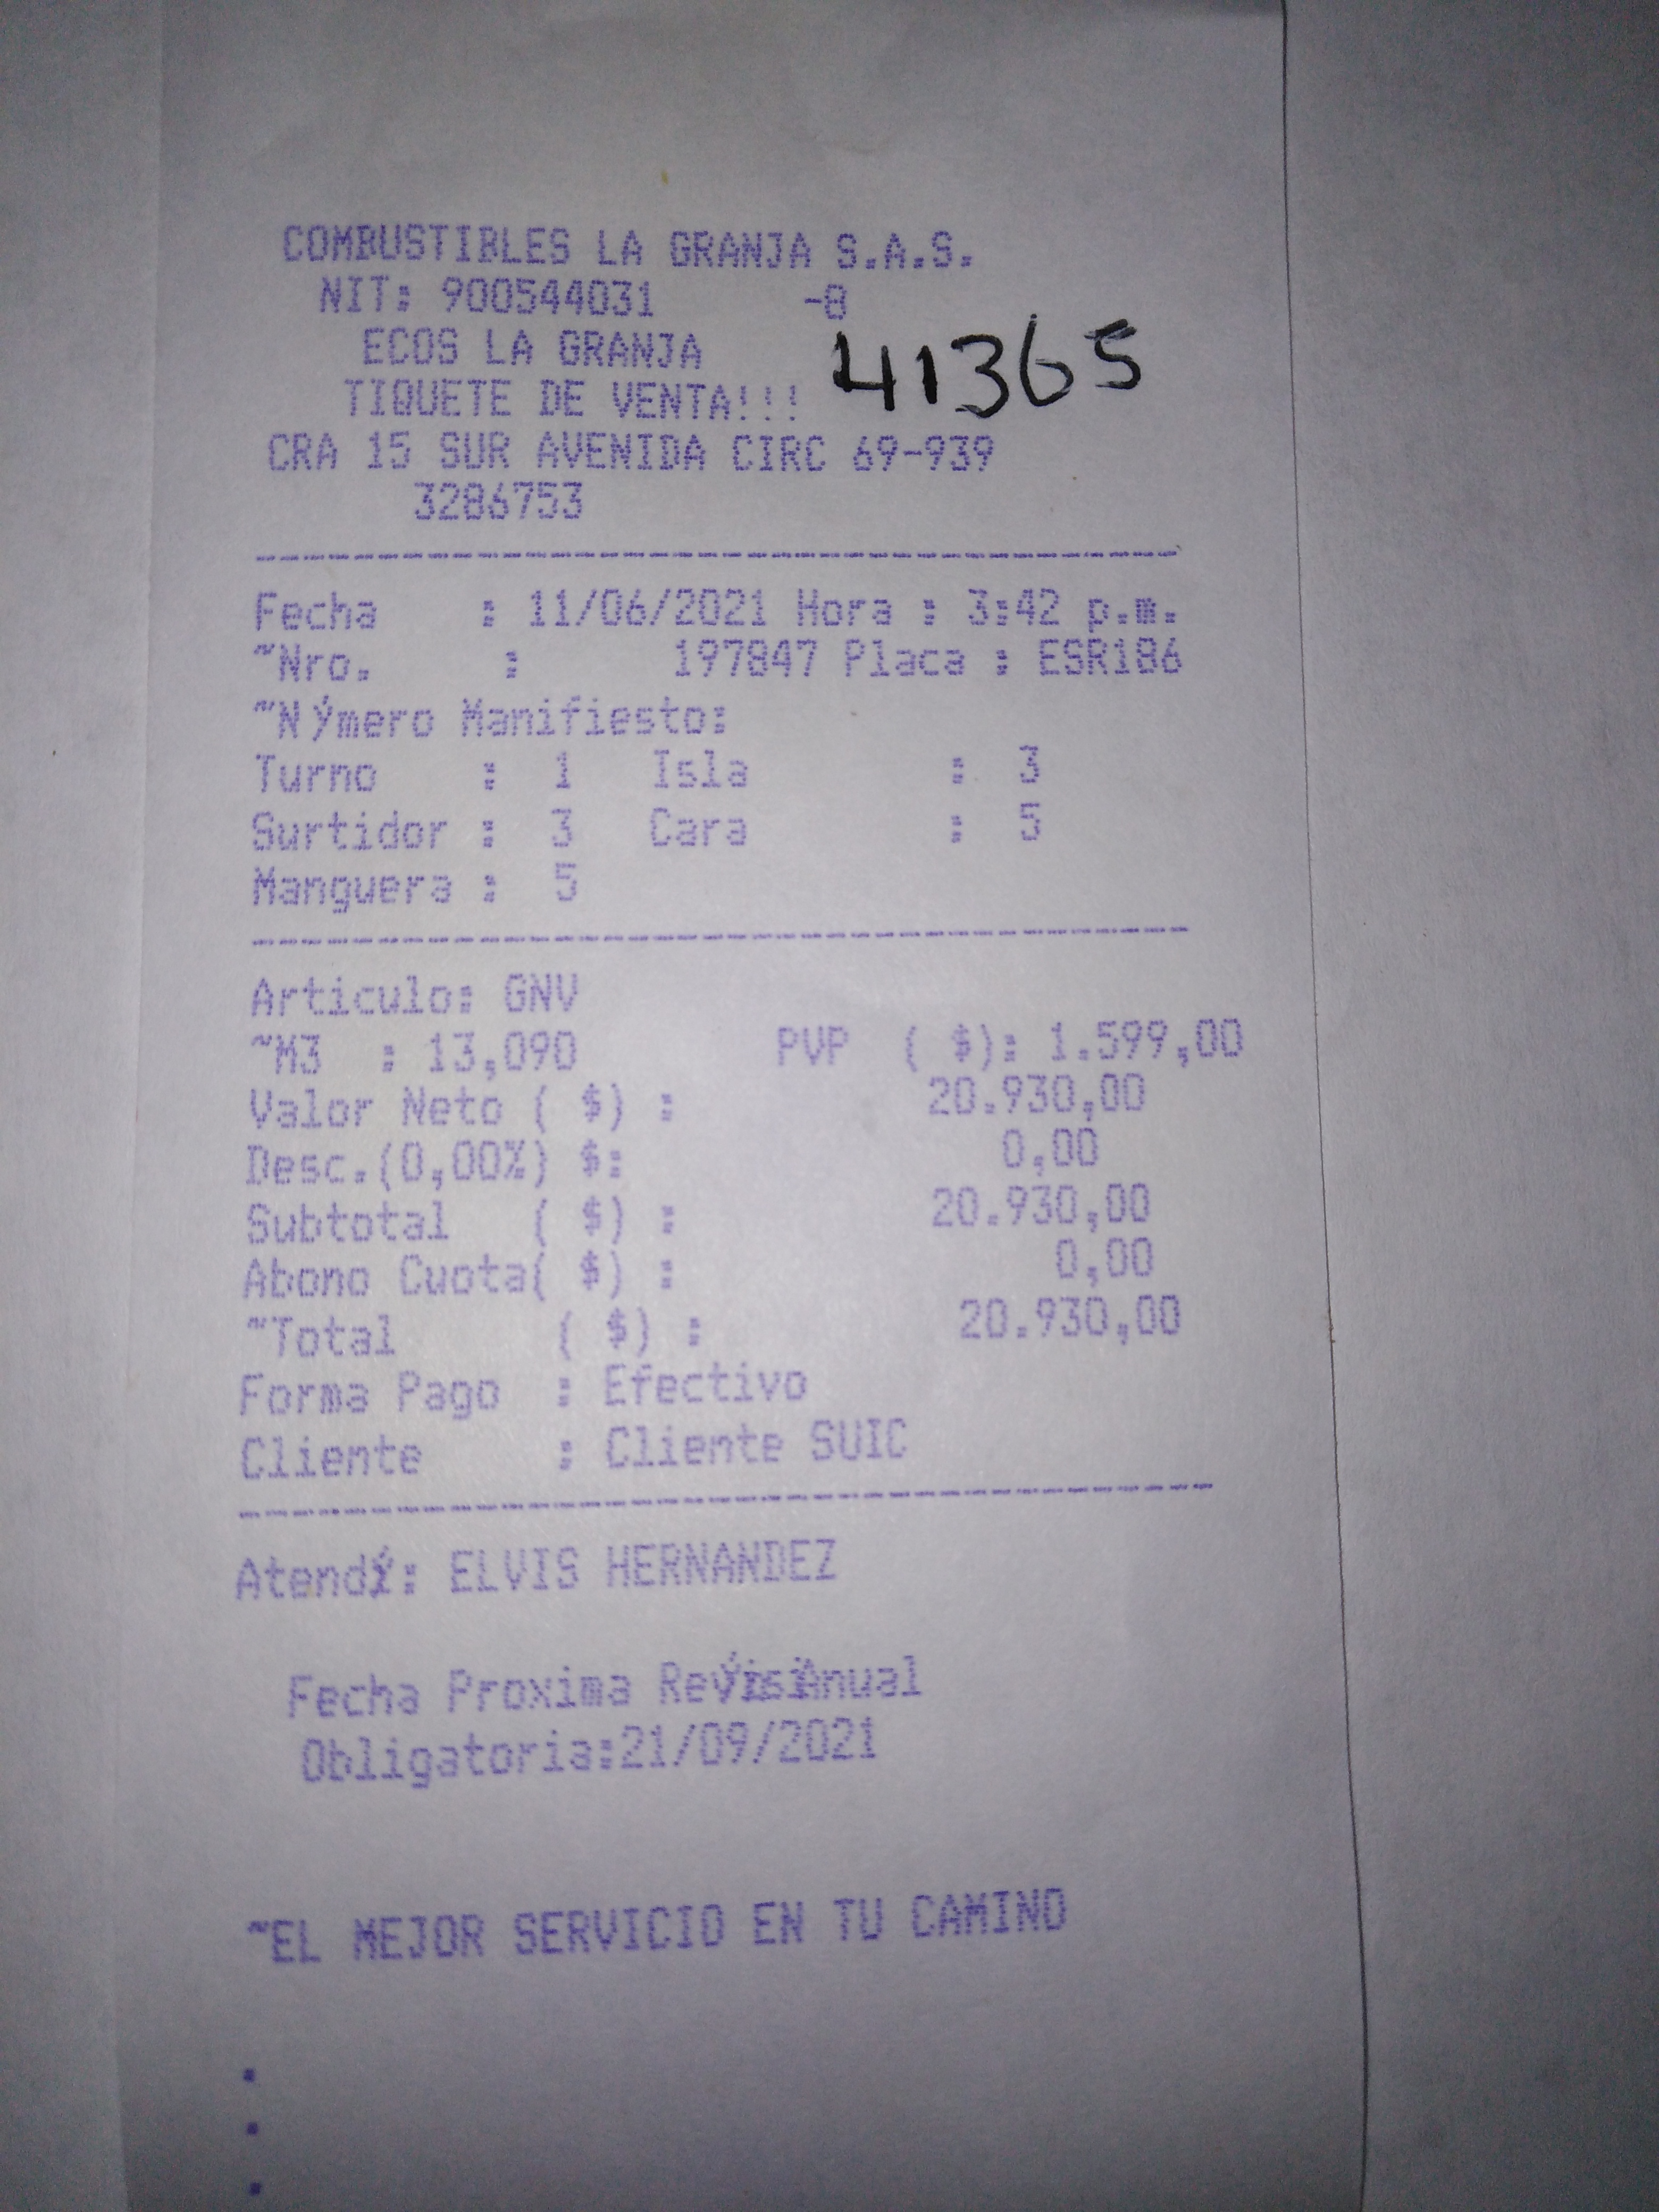 COMBUSTIBLES LA GRANJA S.A.S.
NIT: 900544031 -8
ECOS LA GRANJA
41365
TIQUETE DE VENTA!!!
CRA 15 SUR AVENIDA CIRC 69-939
3286753
Fecha : 11/06/2021 Hora : 3:42 p.m.
~Nro. : 197847 Placa : ESR186
~NÝmero Manifiesto:
Turno : 1 Isla : 3
Surtidor : 3 Cara : 5
Manguera : 5
Articulo: GNV
~M3 : 13,090 PVP ( $): 1.599,00
Valor Neto ( $) : 20.930,00
Desc.(0,00%) $: 0,00
Subtotal ( $) : 20.930,00
Abono Cuota( $) : 0,00
~Total ( $) : 20.930,00
Forma Pago : Efectivo
Cliente : Cliente SUIC
AtendÝ: ELVIS HERNANDEZ
Fecha Proxima Anual
Obligatoria:21/09/2021
~EL MEJOR SERVICIO EN TU CAMINO
.
.
.